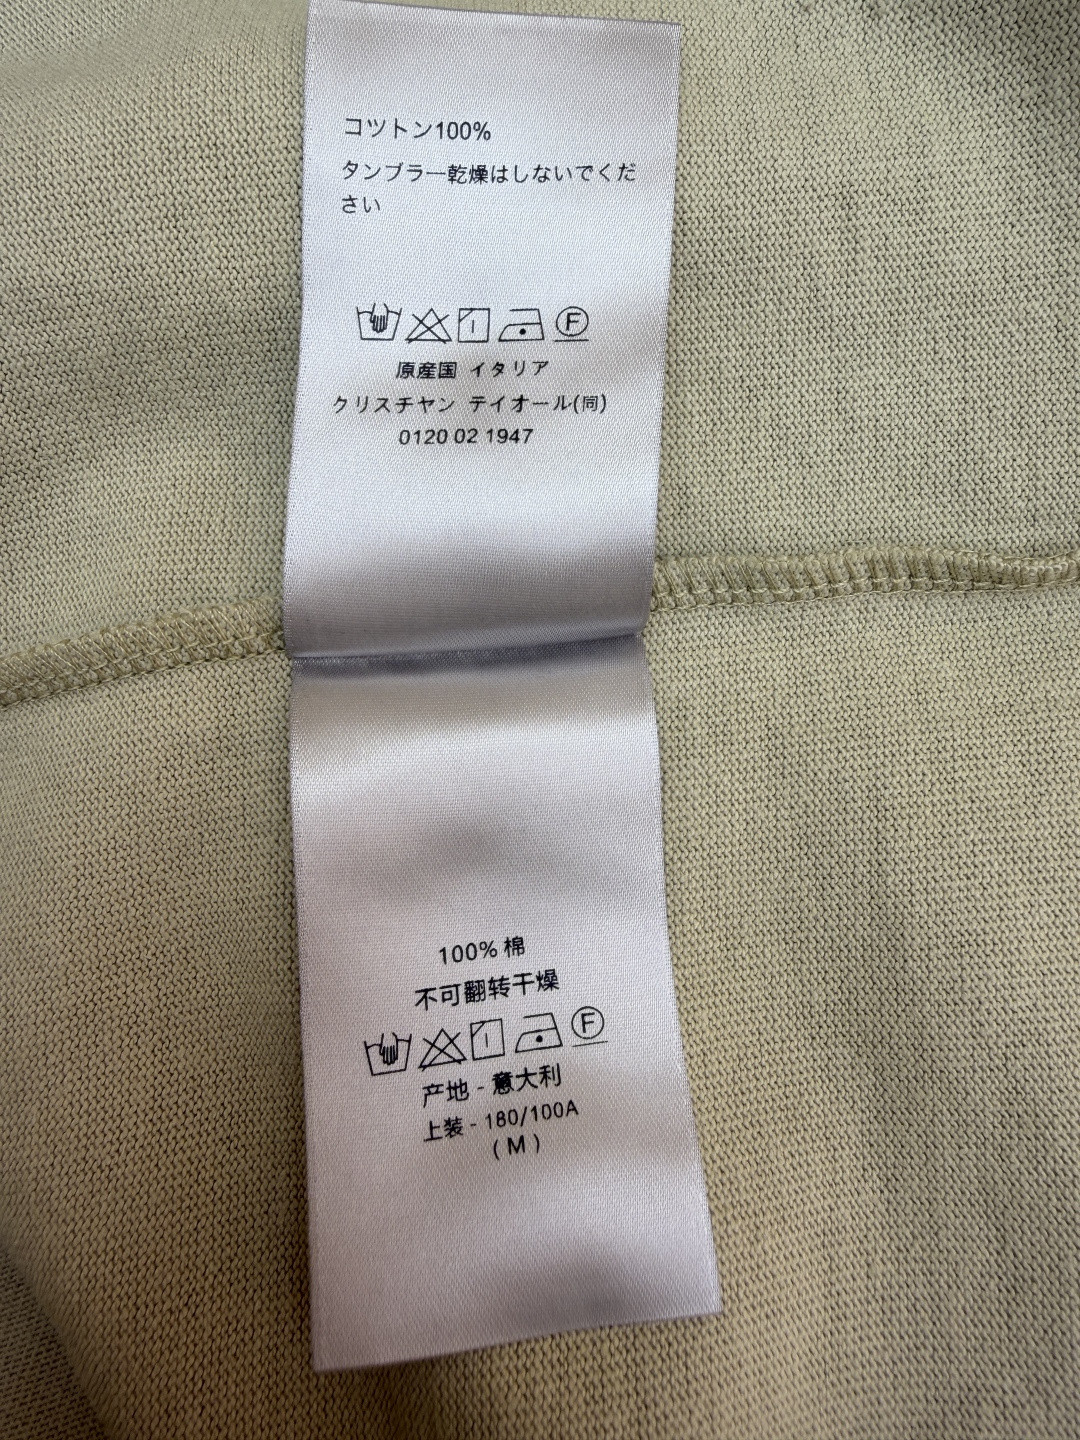 コツトン100%
タンブラー乾燥はしないでくだ
さい
F
原産国 イタリア
クリスチヤン テイオール(同)
0120 02 1947
100% 棉
不可翻转干燥
F
产地 - 意大利
上装 - 180/100A
( M )